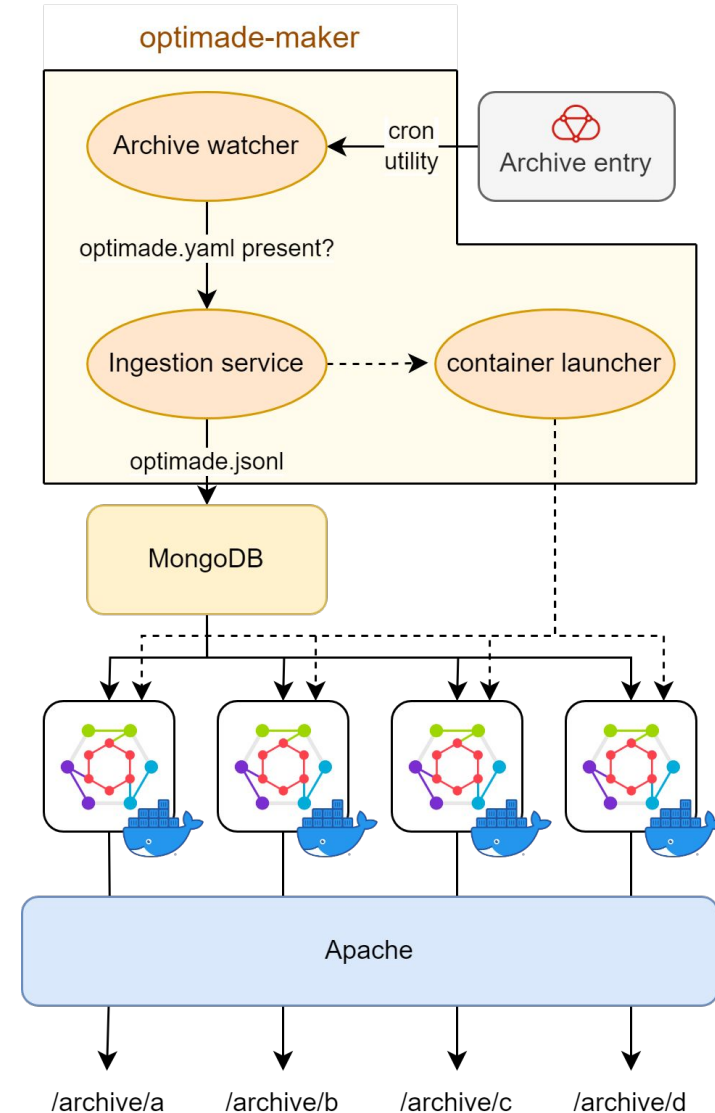 optimade-maker
Archive watcher
cron
utility
Archive entry
optimade.yaml present?
Ingestion service
container launcher
optimade.jsonl
MongoDB
Apache
/archive/a
/archive/b
/archive/c
/archive/d